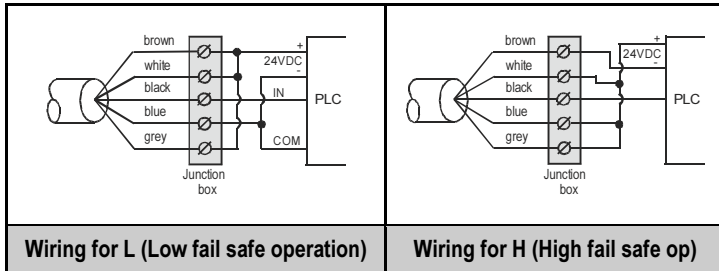 brown
white
black
blue
grey
+
24VDC
-
IN
COM
PLC
Junction
box
Wiring for L (Low fail safe operation)
brown
white
black
blue
grey
+
24VDC
-
PLC
Junction
box
Wiring for H (High fail safe op)